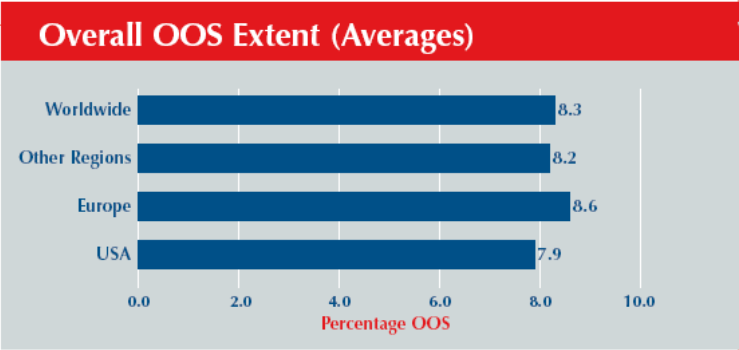 Overall OOS Extent (Averages)
Worldwide 8.3
Other Regions 8.2
Europe 8.6
USA 7.9
0.0 2.0 4.0 6.0 8.0 10.0
Percentage OOS